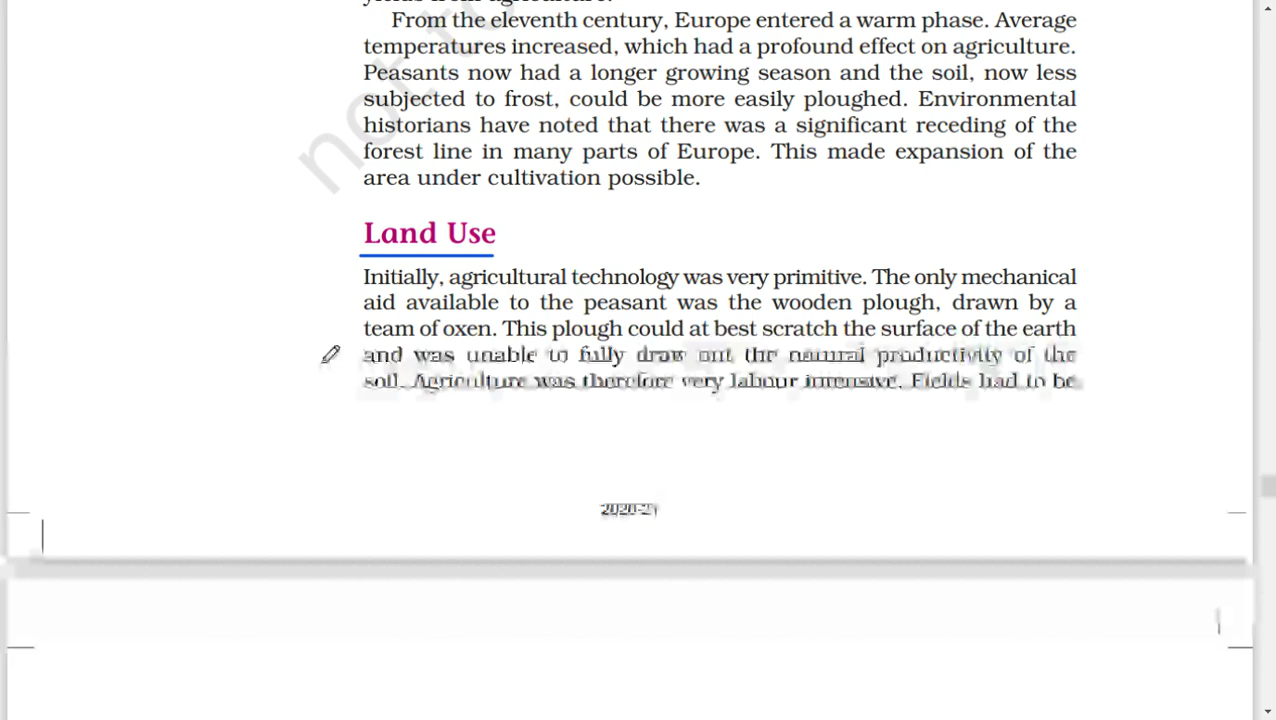 From the eleventh century, Europe entered a warm phase. Average
temperatures increased, which had a profound effect on agriculture.
Peasants now had a longer growing season and the soil, now less
subjected to frost, could be more easily ploughed. Environmental
historians have noted that there was a significant receding of the
forest line in many parts of Europe. This made expansion of the
area under cultivation possible.
Land Use
Initially, agricultural technology was very primitive. The only mechanical
aid available to the peasant was the wooden plough, drawn by a
team of oxen. This plough could at best scratch the surface of the earth
and was unable to fully draw out the natural productivity of the
soil. Agriculture was therefore very labour intensive. Fields had to be
2020-21
not to